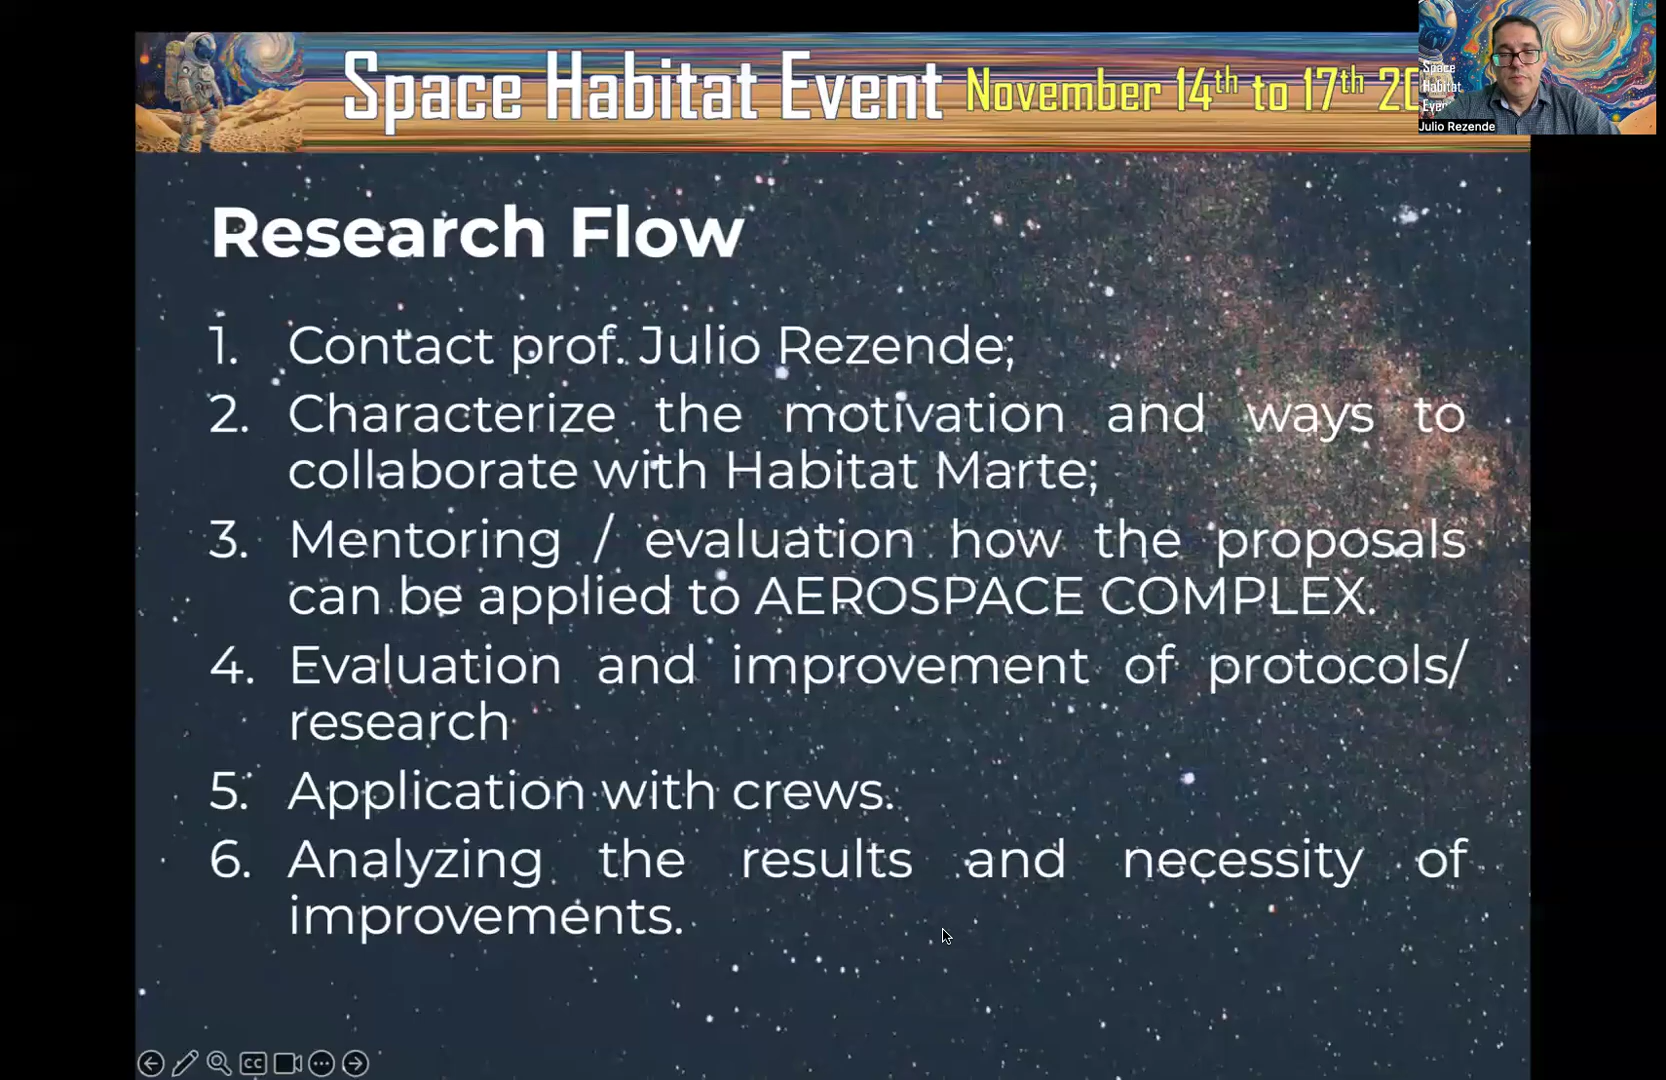 Space Habitat Event November 14th to 17th 20
Space
Habitat
Julio Rezende
Research Flow
1. Contact prof. Julio Rezende;
2. Characterize the motivation and ways to
collaborate with Habitat Marte;
3. Mentoring / evaluation how the proposals
can be applied to AEROSPACE COMPLEX.
4. Evaluation and improvement of protocols/
research
5. Application with crews.
6. Analyzing the results and necessity of
improvements.
CC